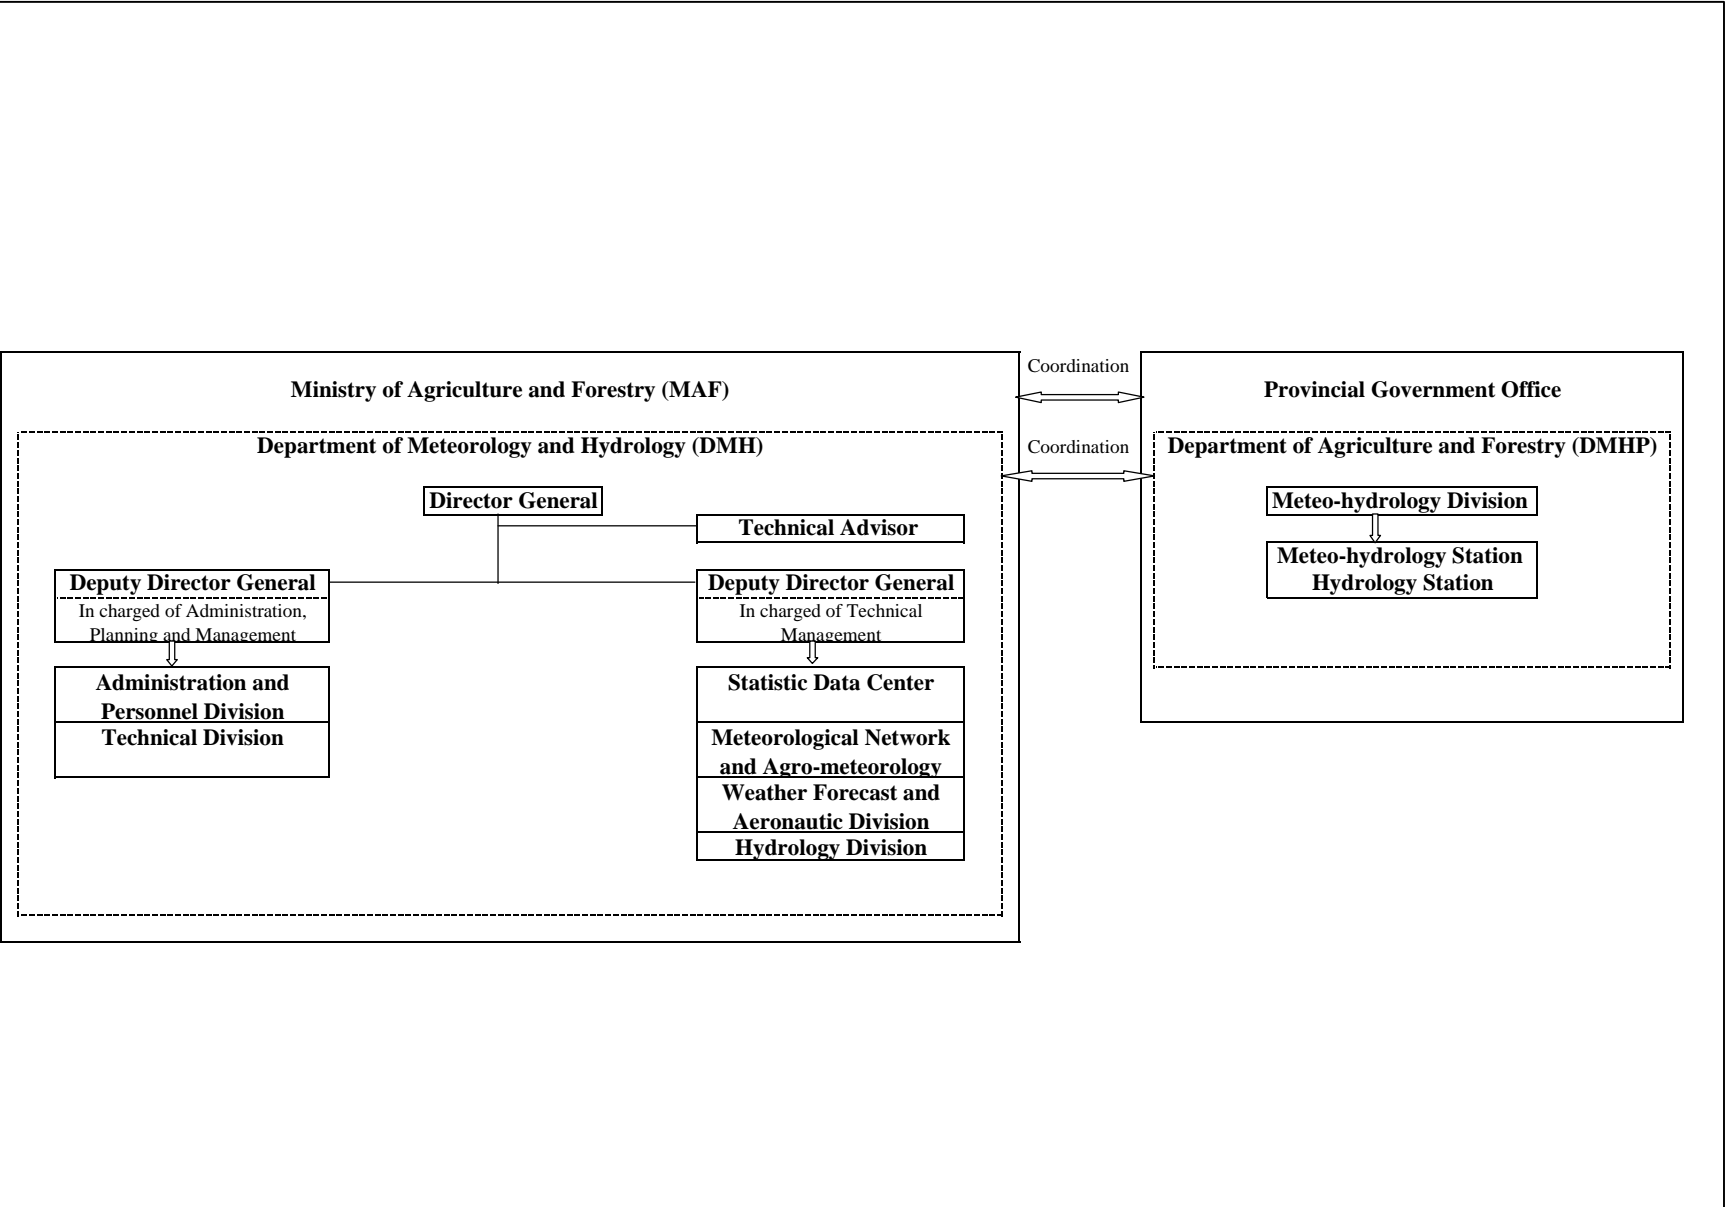 Ministry of Agriculture and Forestry (MAF)
Department of Meteorology and Hydrology (DMH)
Director General
Technical Advisor
Deputy Director General
In charged of Administration,
Planning and Management
Administration and
Personnel Division
Technical Division
Deputy Director General
In charged of Technical
Management
Statistic Data Center
Meteorological Network
and Agro-meteorology
Weather Forecast and
Aeronautic Division
Hydrology Division
Coordination
Coordination
Provincial Government Office
Department of Agriculture and Forestry (DMHP)
Meteo-hydrology Division
Meteo-hydrology Station
Hydrology Station